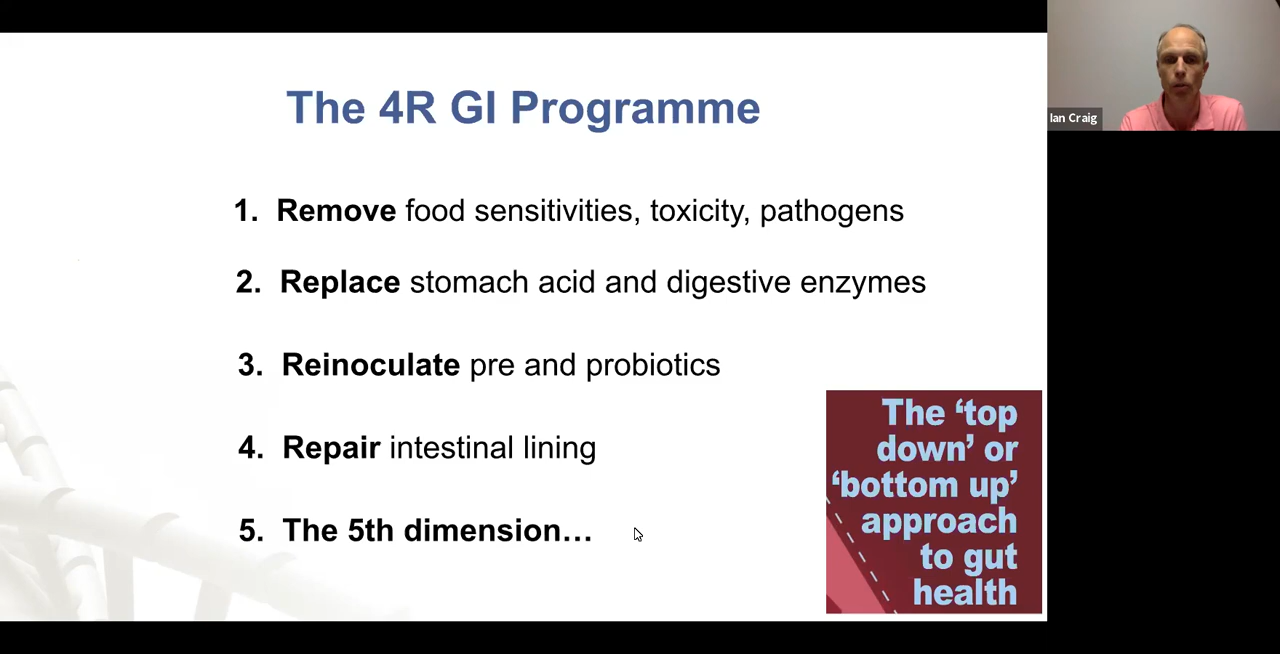 The 4R GI Programme
1. Remove food sensitivities, toxicity, pathogens
2. Replace stomach acid and digestive enzymes
3. Reinoculate pre and probiotics
4. Repair intestinal lining
5. The 5th dimension…
The ‘top
down’ or
‘bottom up’
approach
to gut
health
Ian Craig